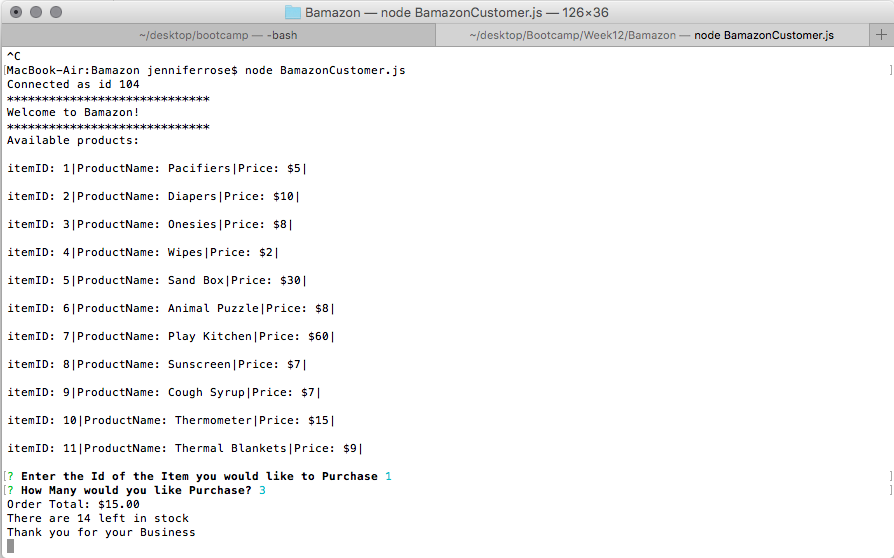 Bamazon — node BamazonCustomer.js — 126×36
~/desktop/bootcamp — -bash
~/desktop/Bootcamp/Week12/Bamazon — node BamazonCustomer.js
+
^C
[MacBook-Air:Bamazon jenniferrose$ node BamazonCustomer.js ]
Connected as id 104
*****************************
Welcome to Bamazon!
*****************************
Available products:
itemID: 1|ProductName: Pacifiers|Price: $5|
itemID: 2|ProductName: Diapers|Price: $10|
itemID: 3|ProductName: Onesies|Price: $8|
itemID: 4|ProductName: Wipes|Price: $2|
itemID: 5|ProductName: Sand Box|Price: $30|
itemID: 6|ProductName: Animal Puzzle|Price: $8|
itemID: 7|ProductName: Play Kitchen|Price: $60|
itemID: 8|ProductName: Sunscreen|Price: $7|
itemID: 9|ProductName: Cough Syrup|Price: $7|
itemID: 10|ProductName: Thermometer|Price: $15|
itemID: 11|ProductName: Thermal Blankets|Price: $9|
[? Enter the Id of the Item you would like to Purchase 1 ]
[? How Many would you like Purchase? 3 ]
Order Total: $15.00
There are 14 left in stock
Thank you for your Business